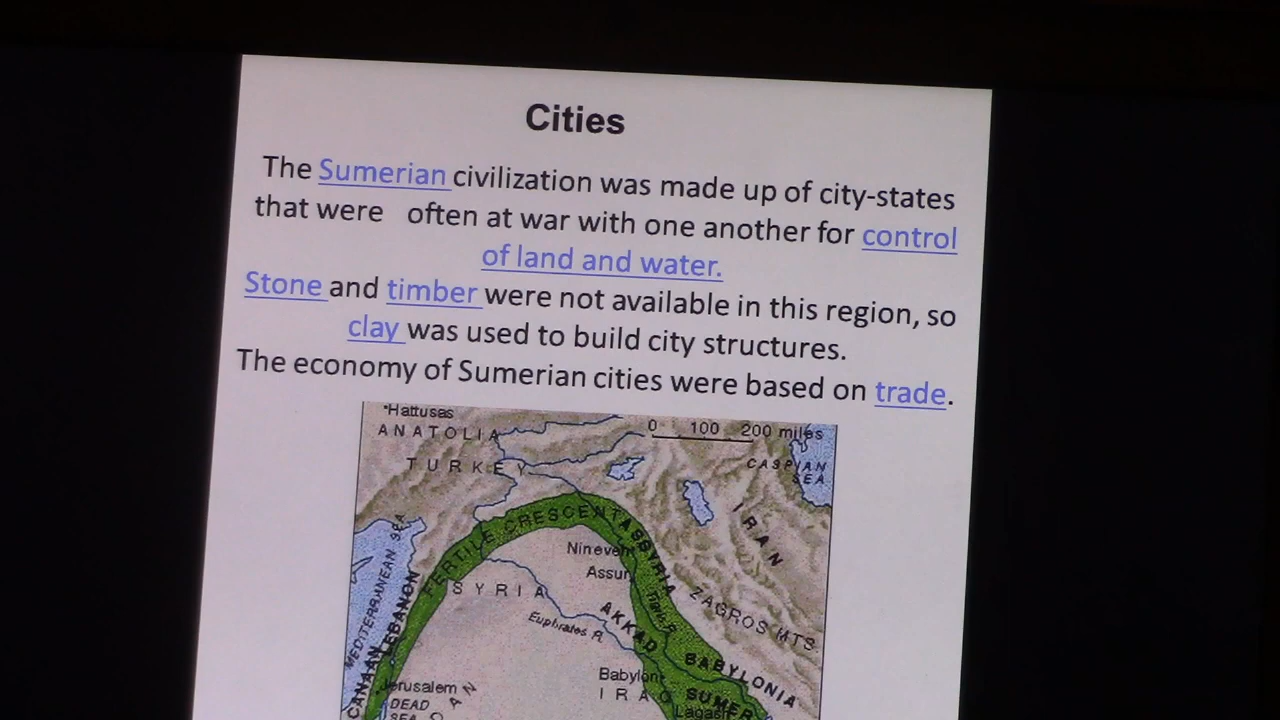 Cities
The Sumerian civilization was made up of city-states
that were often at war with one another for control
of land and water.
Stone and timber were not available in this region, so
clay was used to build city structures.
The economy of Sumerian cities were based on trade.
Hattusas
0 100 200 miles
ANATOLIA
TURKEY
CASPIAN
SEA
IRAN
FERTILE CRESCENT
ASSYRIA
MEDITERRANEAN SEA
Nineveh
Assur
SYRIA
ZAGROS MTS.
LEBANON
Euphrates R.
AKKAD
BABYLONIA
CANAAN
Babylon
IRAQ
SUMER
Jerusalem
DEAD
SEA
Lagash